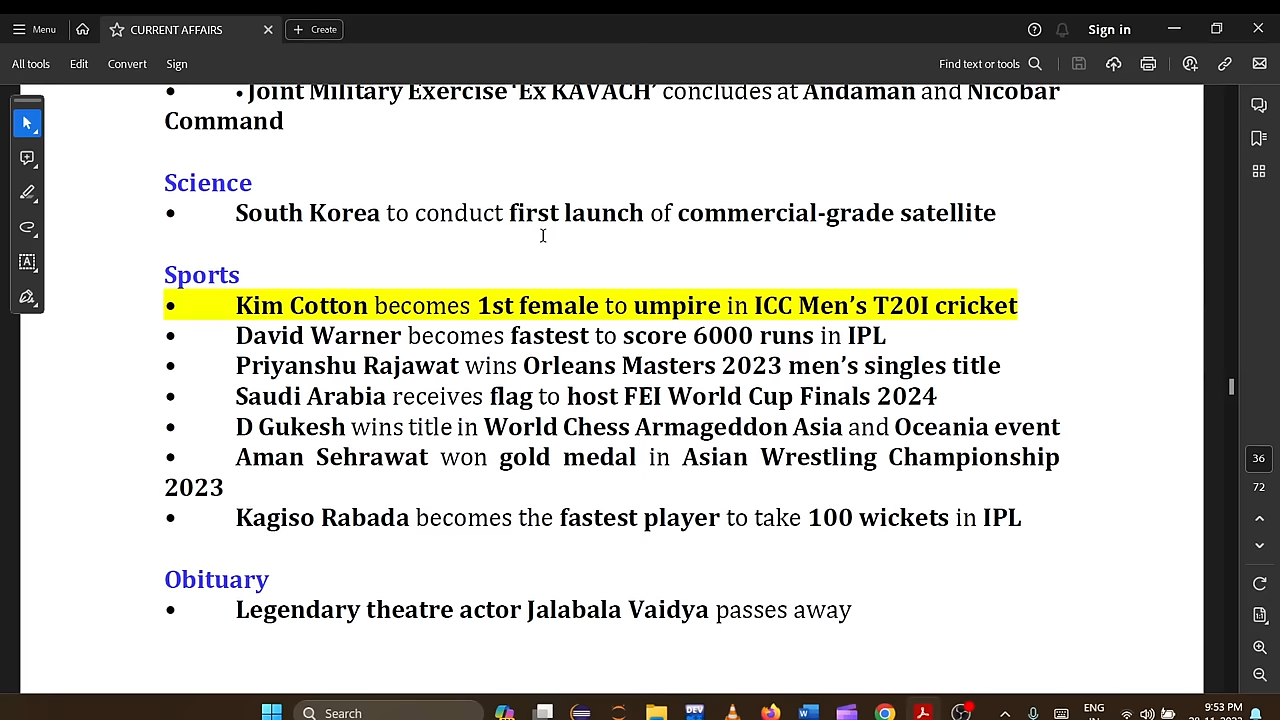 Menu
CURRENT AFFAIRS
Create
Sign in
All tools Edit Convert Sign
Find text or tools
• • Joint Military Exercise ‘Ex KAVACH’ concludes at Andaman and Nicobar
Command
Science
• South Korea to conduct first launch of commercial-grade satellite
Sports
• Kim Cotton becomes 1st female to umpire in ICC Men’s T20I cricket
• David Warner becomes fastest to score 6000 runs in IPL
• Priyanshu Rajawat wins Orleans Masters 2023 men’s singles title
• Saudi Arabia receives flag to host FEI World Cup Finals 2024
• D Gukesh wins title in World Chess Armageddon Asia and Oceania event
• Aman Sehrawat won gold medal in Asian Wrestling Championship
2023
• Kagiso Rabada becomes the fastest player to take 100 wickets in IPL
Obituary
• Legendary theatre actor Jalabala Vaidya passes away
36
72
Search
DEV
ENG
9:53 PM